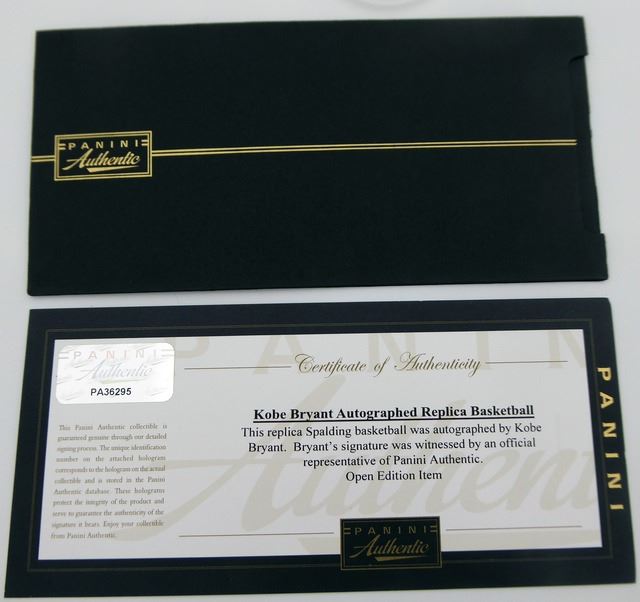 PANINI
Authentic
PANINI
Authentic
PA36295
Certificate of Authenticity
Kobe Bryant Autographed Replica Basketball
This replica Spalding basketball was autographed by Kobe
Bryant. Bryant's signature was witnessed by an official
representative of Panini Authentic.
Open Edition Item
This Panini Authentic collectible is
guaranteed genuine through our detailed
signing process. The unique identification
number on the attached hologram
corresponds to the hologram on the actual
collectible and is stored in the Panini
Authentic database. These holograms
protect the integrity of the product and
serve to guarantee the authenticity of the
signature it bears. Enjoy your collectible
from Panini Authentic.
PANINI
Authentic
PANINI
PANIN
Authentic